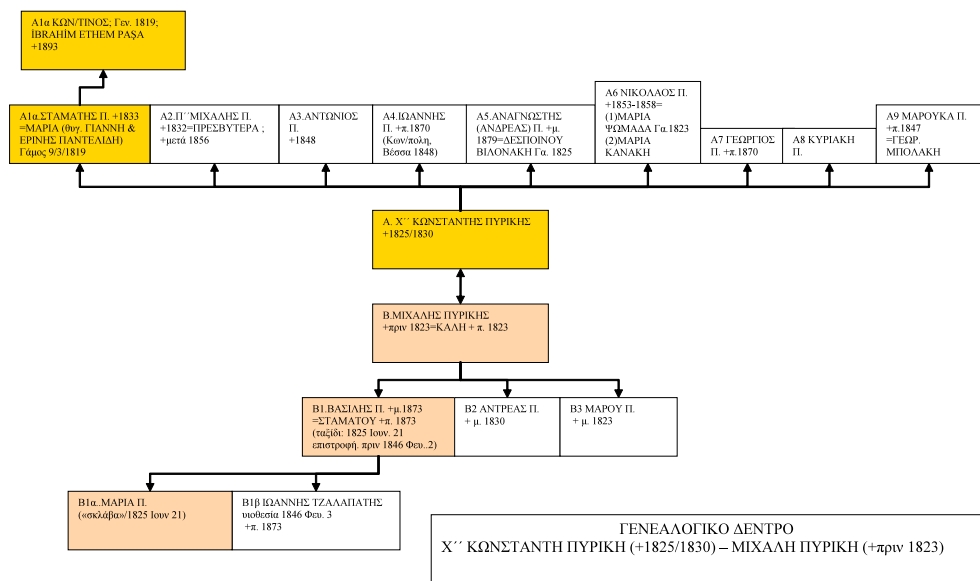 Α1α ΚΩΝ/ΤΙΝΟΣ; Γεν. 1819;
İBRAHİM ETHEM PAŞA
+1893
Α1α.ΣΤΑΜΑΤΗΣ Π. +1833
=ΜΑΡΙΑ (θυγ. ΓΙΑΝΝΗ &
ΕΡΙΝΗΣ ΠΑΝΤΕΛΙΔΗ)
Γάμος 9/3/1819
Α2.Π΄΄ΜΙΧΑΛΗΣ Π.
+1832=ΠΡΕΣΒΥΤΕΡΑ ;
+μετά 1856
Α3.ΑΝΤΩΝΙΟΣ
Π.
+1848
Α4.ΙΩΑΝΝΗΣ
Π. +π.1870
(Κων/πολη,
Βέσσα 1848)
Α5.ΑΝΑΓΝΩΣΤΗΣ
(ΑΝΔΡΕΑΣ) Π. +μ.
1879=ΔΕΣΠΟΙΝΟΥ
ΒΙΛΟΝΑΚΗ Γα. 1825
Α6 ΝΙΚΟΛΑΟΣ Π.
+1853-1858=
(1)ΜΑΡΙΑ
ΨΩΜΑΔΑ Γα.1823
(2)ΜΑΡΙΑ
ΚΑΝΑΚΗ
Α7 ΓΕΩΡΓΙΟΣ
Π. +π.1870
Α8 ΚΥΡΙΑΚΗ
Π.
Α9 ΜΑΡΟΥΚΑ Π.
+π.1847
=ΓΕΩΡ.
ΜΠΟΛΑΚΗ
Α. Χ΄΄ ΚΩΝΣΤΑΝΤΗΣ ΠΥΡΙΚΗΣ
+1825/1830
Β.ΜΙΧΑΛΗΣ ΠΥΡΙΚΗΣ
+πριν 1823=ΚΑΛΗ + π. 1823
Β1.ΒΑΣΙΛΗΣ Π. +μ.1873
=ΣΤΑΜΑΤΟΥ +π. 1873
(ταξίδι: 1825 Ιουν. 21
επιστροφή. πριν 1846 Φευ..2)
Β2 ΑΝΤΡΕΑΣ Π.
+ μ. 1830
Β3 ΜΑΡΟΥ Π.
+ μ. 1823
Β1α..ΜΑΡΙΑ Π.
(«σκλάβα»/1825 Ιουν 21)
Β1β ΙΩΑΝΝΗΣ ΤΖΑΛΑΠΑΤΗΣ
υιοθεσία 1846 Φευ. 3
+π. 1873
ΓΕΝΕΑΛΟΓΙΚΟ ΔΕΝΤΡΟ
Χ΄΄ ΚΩΝΣΤΑΝΤΗ ΠΥΡΙΚΗ (+1825/1830) – ΜΙΧΑΛΗ ΠΥΡΙΚΗ (+πριν 1823)